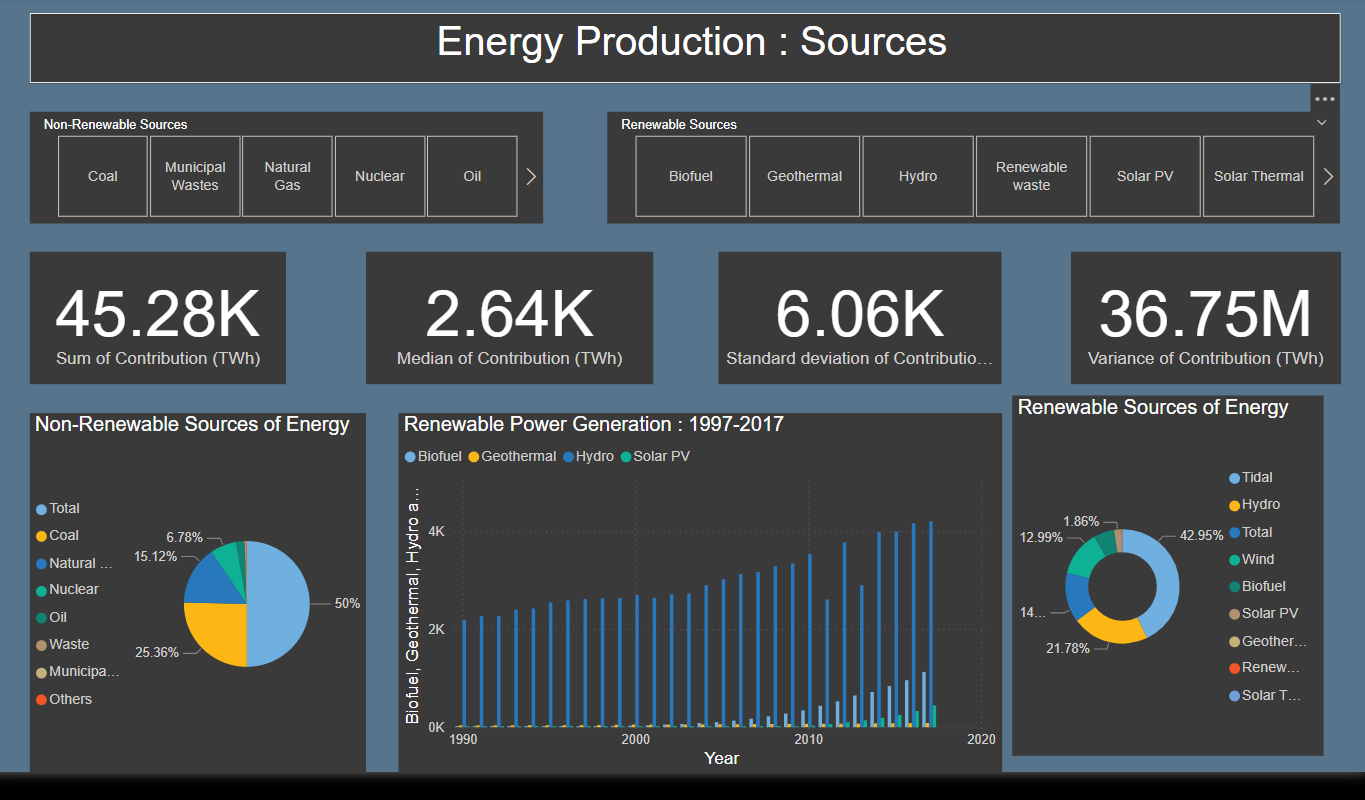 Energy Production : Sources
Non-Renewable Sources
Coal
Municipal
Wastes
Natural
Gas
Nuclear
Oil
Renewable Sources
Biofuel
Geothermal
Hydro
Renewable
waste
Solar PV
Solar Thermal
45.28K
Sum of Contribution (TWh)
2.64K
Median of Contribution (TWh)
6.06K
Standard deviation of Contributio...
36.75M
Variance of Contribution (TWh)
Non-Renewable Sources of Energy
Total
Coal
Natural ...
Nuclear
Oil
Waste
Municipa...
Others
6.78%
15.12%
50%
25.36%
Renewable Power Generation : 1997-2017
Biofuel Geothermal Hydro Solar PV
Biofuel, Geothermal, Hydro a...
4K
2K
0K
1990 2000 2010 2020
Year
Renewable Sources of Energy
1.86%
12.99%
42.95%
14...
21.78%
Tidal
Hydro
Total
Wind
Biofuel
Solar PV
Geother...
Renew...
Solar T...